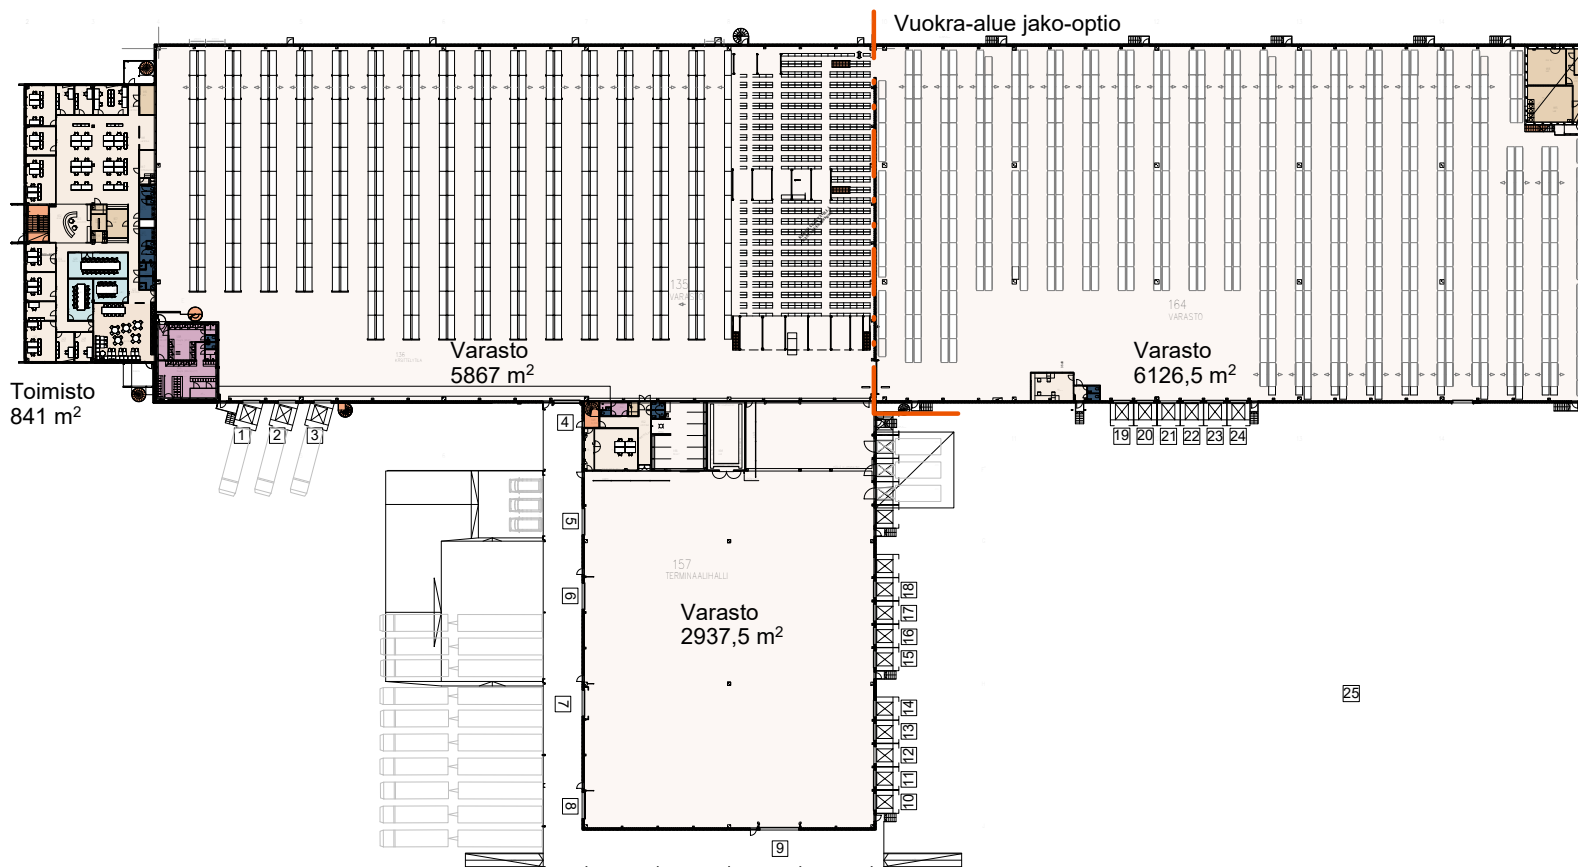 Vuokra-alue jako-optio
135
VARASTO
164
VARASTO
Varasto
5867 m²
Varasto
6126,5 m²
Toimisto
841 m²
1
2
3
4
19
20
21
22
23
24
5
157
TERMINAALIHALLI
6
18
Varasto
2937,5 m²
17
16
15
25
7
14
13
12
11
8
10
9